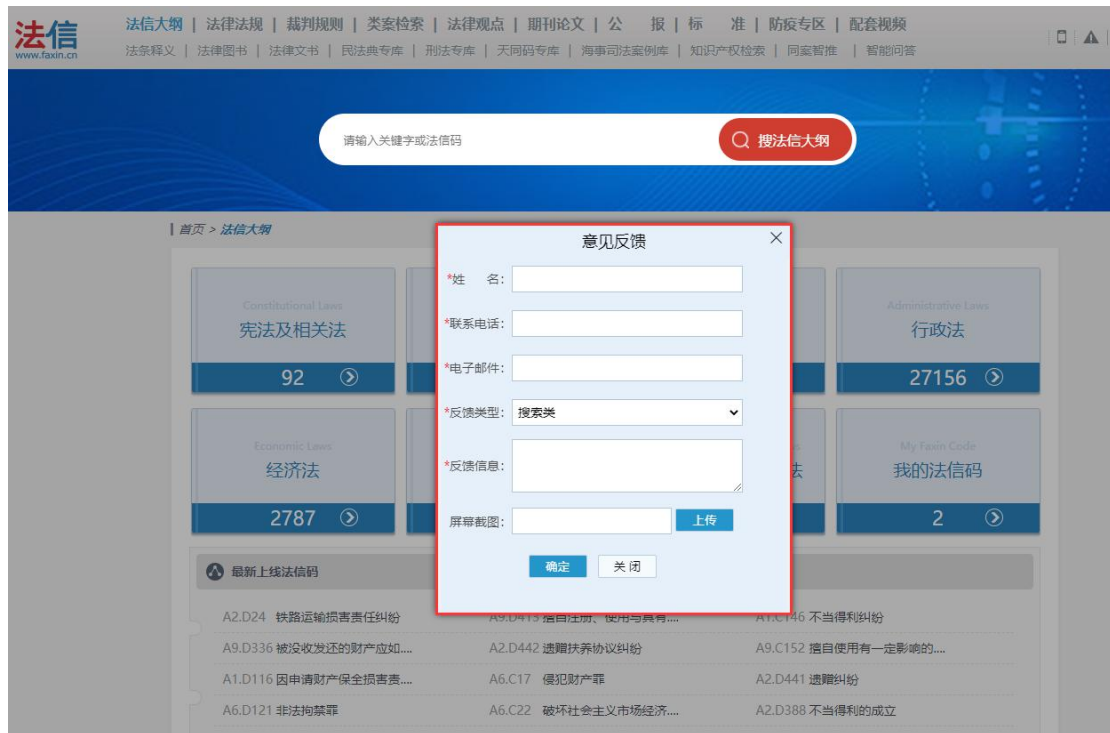 法信
www.faxin.cn
法信大纲 | 法律法规 | 裁判规则 | 类案检索 | 法律观点 | 期刊论文 | 公 报 | 标 准 | 防疫专区 | 配套视频
法条释义 | 法律图书 | 法律文书 | 民法典专库 | 刑法专库 | 天同码专库 | 海事司法案例库 | 知识产权检索 | 同案智推 | 智能问答
请输入关键字或法信码
搜法信大纲
首页 > 法信大纲
意见反馈
*姓 名:
*联系电话:
*电子邮件:
*反馈类型: 搜索类
*反馈信息:
屏幕截图: 上传
确定 关闭
Constitutional Laws
宪法及相关法
92
Administrative Laws
行政法
27156
Economic Laws
经济法
2787
法
My Faxin Code
我的法信码
2
最新上线法信码
A2.D24 铁路运输损害责任纠纷 A9.D413 擅自注册、使用与具有.... A1.C146 不当得利纠纷
A9.D336 被没收发还的财产应如.... A2.D442 遗赠扶养协议纠纷 A9.C152 擅自使用有一定影响的....
A1.D116 因申请财产保全损害责.... A6.C17 侵犯财产罪 A2.D441 遗赠纠纷
A6.D121 非法拘禁罪 A6.C22 破坏社会主义市场经济.... A2.D388 不当得利的成立